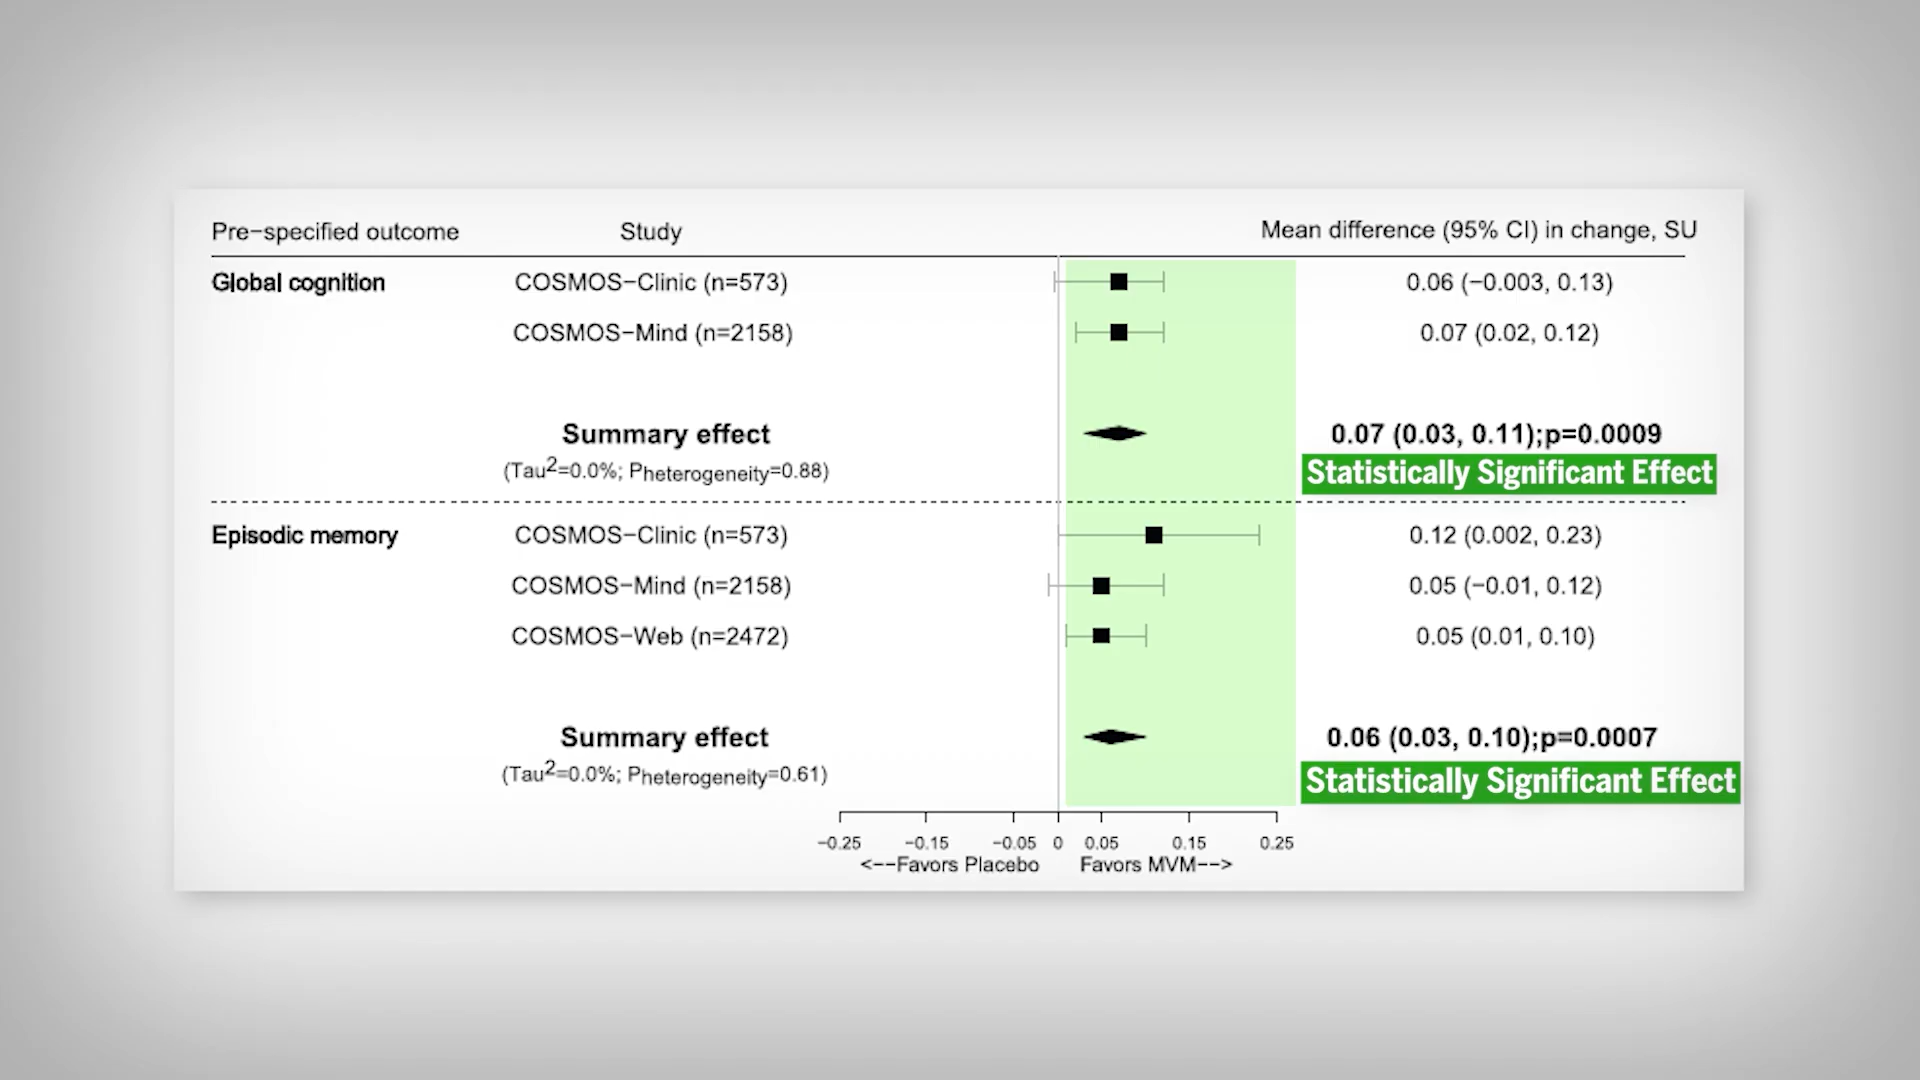 Pre-specified outcome Study Mean difference (95% CI) in change, SU
Global cognition COSMOS-Clinic (n=573) 0.06 (-0.003, 0.13)
COSMOS-Mind (n=2158) 0.07 (0.02, 0.12)
Summary effect 0.07 (0.03, 0.11);p=0.0009
(Tau2=0.0%; Pheterogeneity=0.88) Statistically Significant Effect
Episodic memory COSMOS-Clinic (n=573) 0.12 (0.002, 0.23)
COSMOS-Mind (n=2158) 0.05 (-0.01, 0.12)
COSMOS-Web (n=2472) 0.05 (0.01, 0.10)
Summary effect 0.06 (0.03, 0.10);p=0.0007
(Tau2=0.0%; Pheterogeneity=0.61) Statistically Significant Effect
-0.25 -0.15 -0.05 0 0.05 0.15 0.25
<--Favors Placebo Favors MVM-->